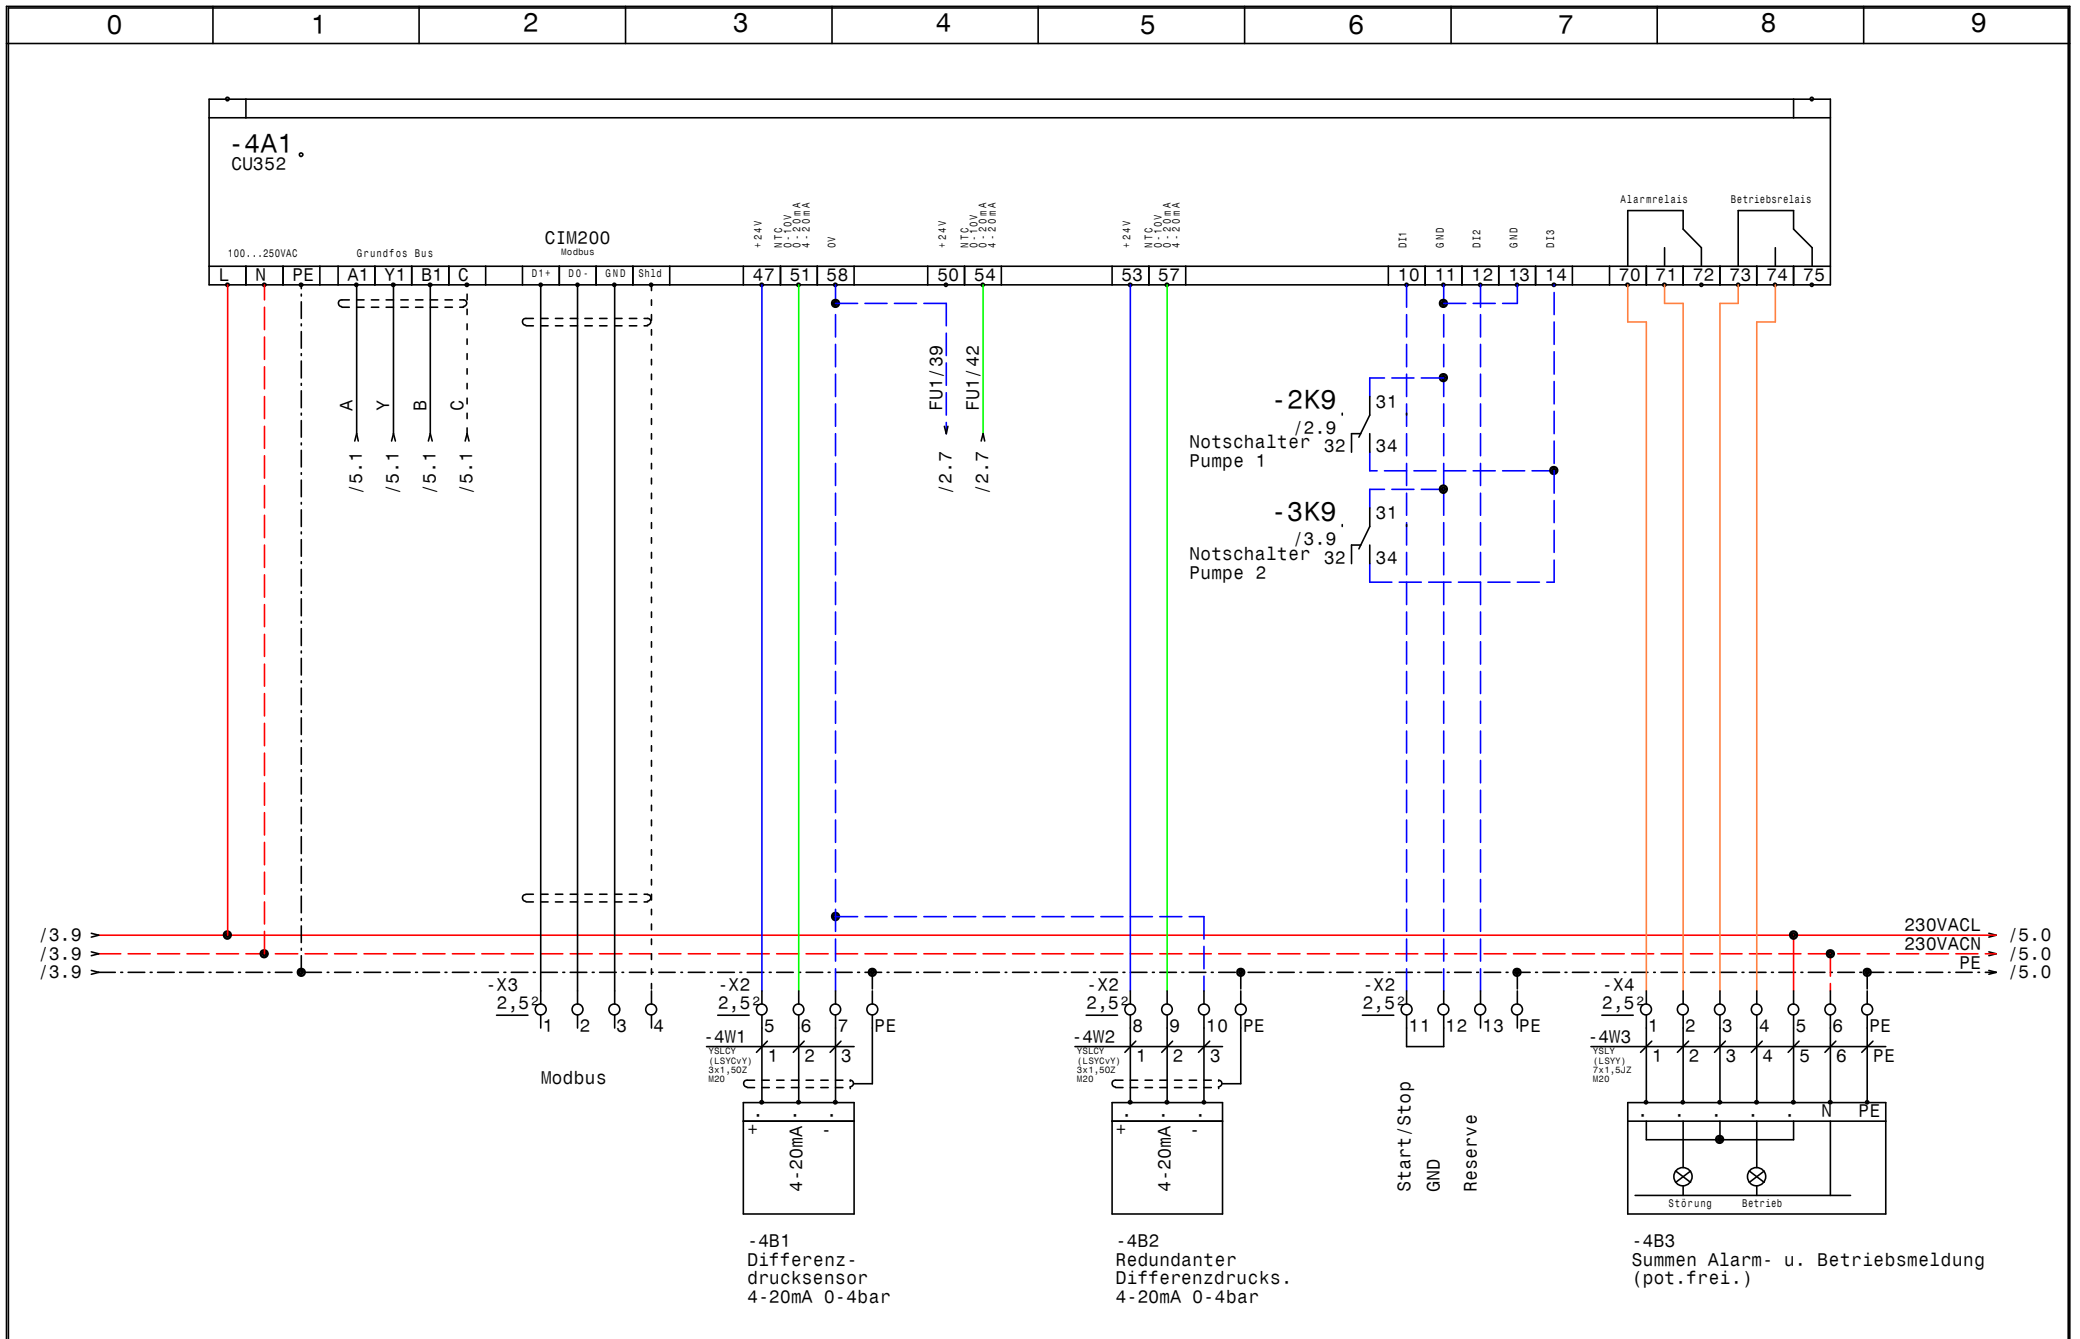 0 1 2 3 4 5 6 7 8 9
-4A1
CU352
100...250VAC
Grundfos Bus
CIM200
Modbus
+24V
NTC
0-10V
0-20mA
4-20mA
0V
+24V
NTC
0-10V
0-20mA
4-20mA
+24V
NTC
0-10V
0-20mA
4-20mA
DI1
GND
DI2
GND
DI3
Alarmrelais
Betriebsrelais
L N PE A1 Y1 B1 C D1+ D0- GND Shld 47 51 58 50 54 53 57 10 11 12 13 14 70 71 72 73 74 75
A
Y
B
C
/5.1
/5.1
/5.1
/5.1
FU1/39
FU1/42
/2.7
/2.7
-2K9
/2.9
Notschalter
Pumpe 1
31
32
34
-3K9
/3.9
Notschalter
Pumpe 2
31
32
34
/3.9
/3.9
/3.9
230VACL /5.0
230VACN /5.0
PE /5.0
-X3
2,5²
1 2 3 4
Modbus
-X2
2,5²
5 6 7 PE
-4W1
YSLCY
(LSYCvY)
3x1,5OZ
M20
1 2 3
+ -
4-20mA
-4B1
Differenz-
drucksensor
4-20mA 0-4bar
-X2
2,5²
8 9 10 PE
-4W2
YSLCY
(LSYCvY)
3x1,5OZ
M20
1 2 3
+ -
4-20mA
-4B2
Redundanter
Differenzdrucks.
4-20mA 0-4bar
-X2
2,5²
11 12 13 PE
Start/Stop
GND
Reserve
-X4
2,5²
1 2 3 4 5 6 PE
-4W3
YSLY
(LSYY)
7x1,5JZ
M20
1 2 3 4 5 6 PE
N PE
Störung Betrieb
-4B3
Summen Alarm- u. Betriebsmeldung
(pot.frei.)